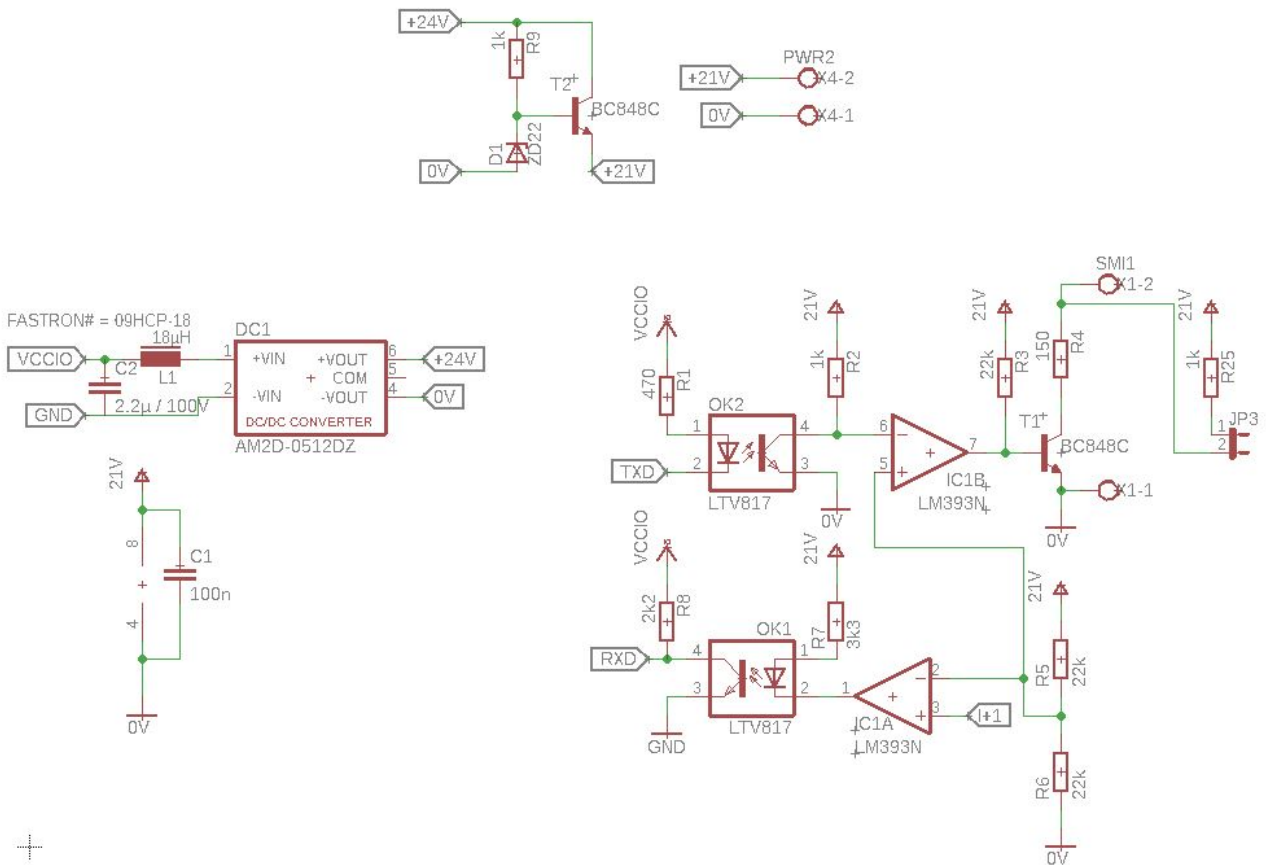 +24V
1k
R9
T2
BC848C
D1
ZD22
0V
+21V
PWR2
+21V
X4-2
0V
X4-1
FASTRON# = 09HCP-18
18µH
VCCIO
L1
C2
2.2µ / 100V
GND
DC1
1
+VIN
+VOUT
6
+24V
COM
5
2
-VIN
-VOUT
4
0V
DC/DC CONVERTER
AM2D-0512DZ
21V
8
4
C1
100n
0V
VCCIO
470
R1
OK2
1
2
4
3
TXD
LTV817
21V
1k
R2
0V
6
5
7
IC1B
LM393N
21V
22k
R3
SMI1
X1-2
150
R4
T1
BC848C
X1-1
0V
21V
1k
R25
JP3
1
2
VCCIO
2k2
R8
RXD
OK1
4
3
1
2
LTV817
GND
21V
R7
3k3
1
2
3
IC1A
LM393N
I+1
21V
R5
22k
R6
22k
0V